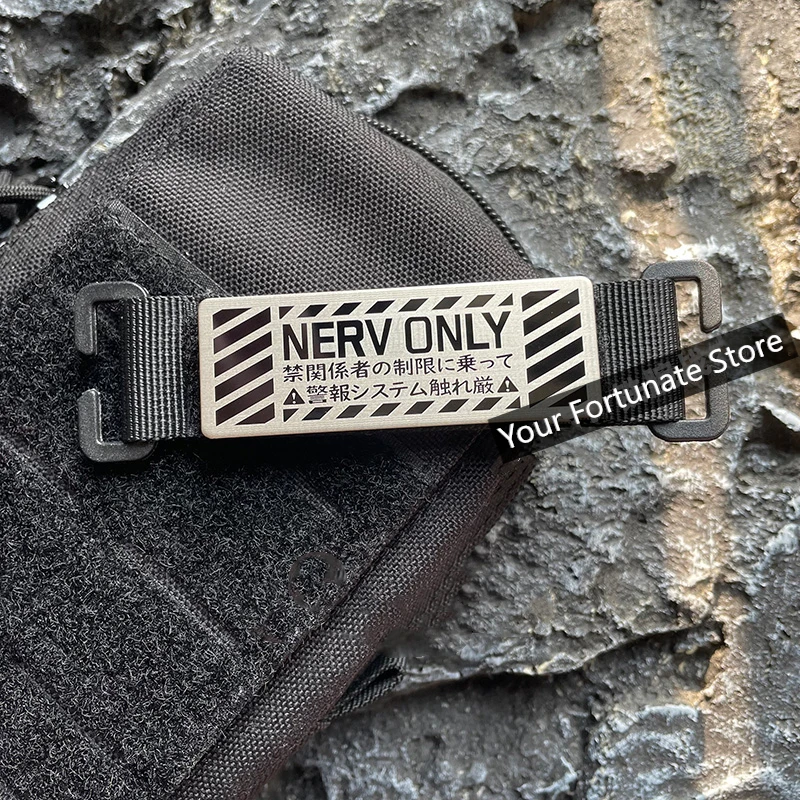 NERV ONLY
禁関係者の制限に乗って
警報システム触れ厳
Your Fortunate Store